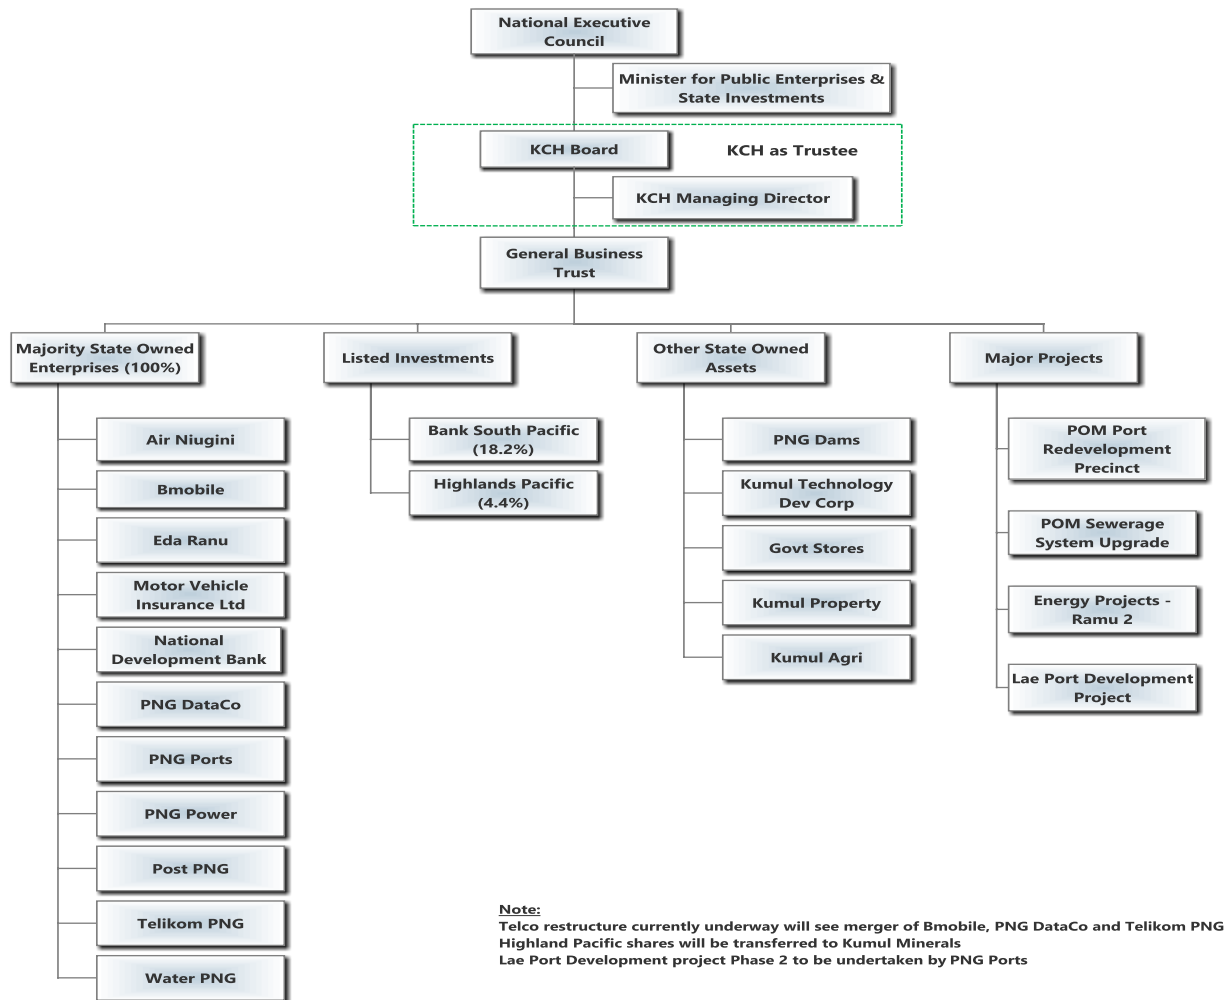 National Executive
Council
Minister for Public Enterprises &
State Investments
KCH Board
KCH as Trustee
KCH Managing Director
General Business
Trust
Majority State Owned
Enterprises (100%)
Air Niugini
Bmobile
Eda Ranu
Motor Vehicle
Insurance Ltd
National
Development Bank
PNG DataCo
PNG Ports
PNG Power
Post PNG
Telikom PNG
Water PNG
Listed Investments
Bank South Pacific
(18.2%)
Highlands Pacific
(4.4%)
Other State Owned
Assets
PNG Dams
Kumul Technology
Dev Corp
Govt Stores
Kumul Property
Kumul Agri
Major Projects
POM Port
Redevelopment
Precinct
POM Sewerage
System Upgrade
Energy Projects -
Ramu 2
Lae Port Development
Project
Note:
Telco restructure currently underway will see merger of Bmobile, PNG DataCo and Telikom PNG
Highland Pacific shares will be transferred to Kumul Minerals
Lae Port Development project Phase 2 to be undertaken by PNG Ports